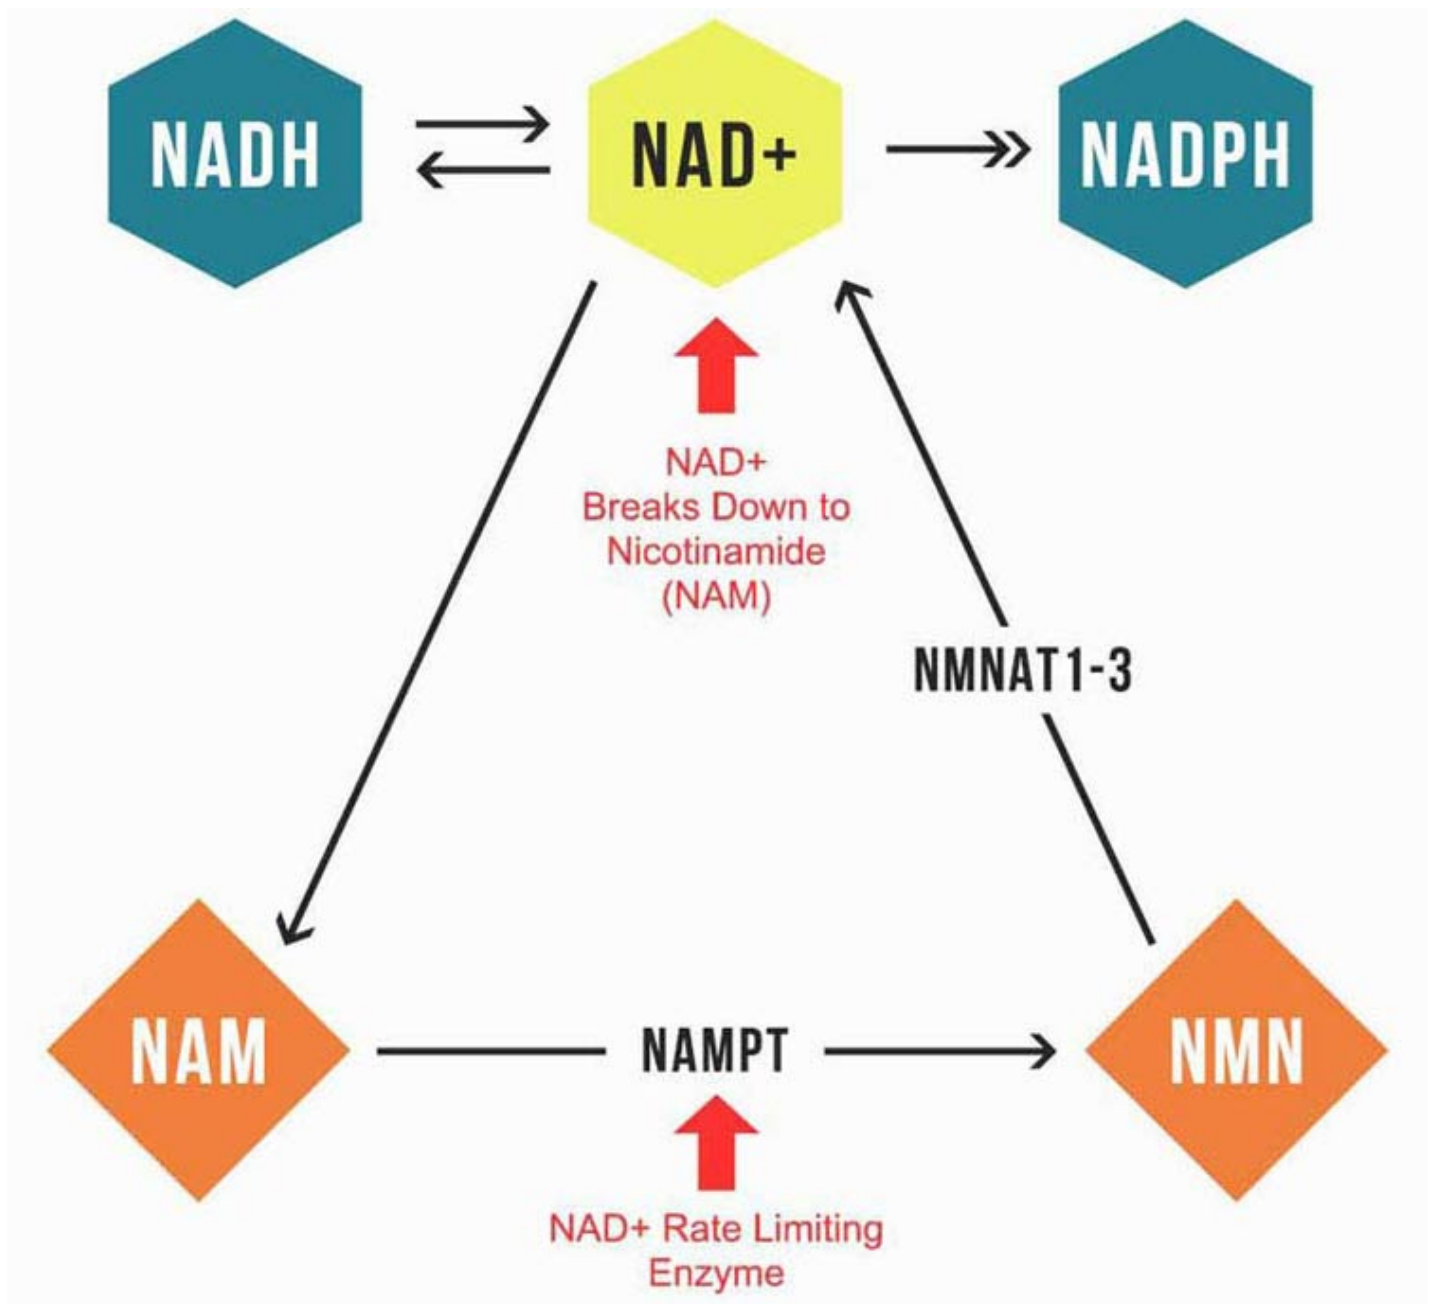 NADH
NAD+
NADPH
NAD+
Breaks Down to
Nicotinamide
(NAM)
NMNAT1-3
NAM
NAMPT
NMN
NAD+ Rate Limiting
Enzyme